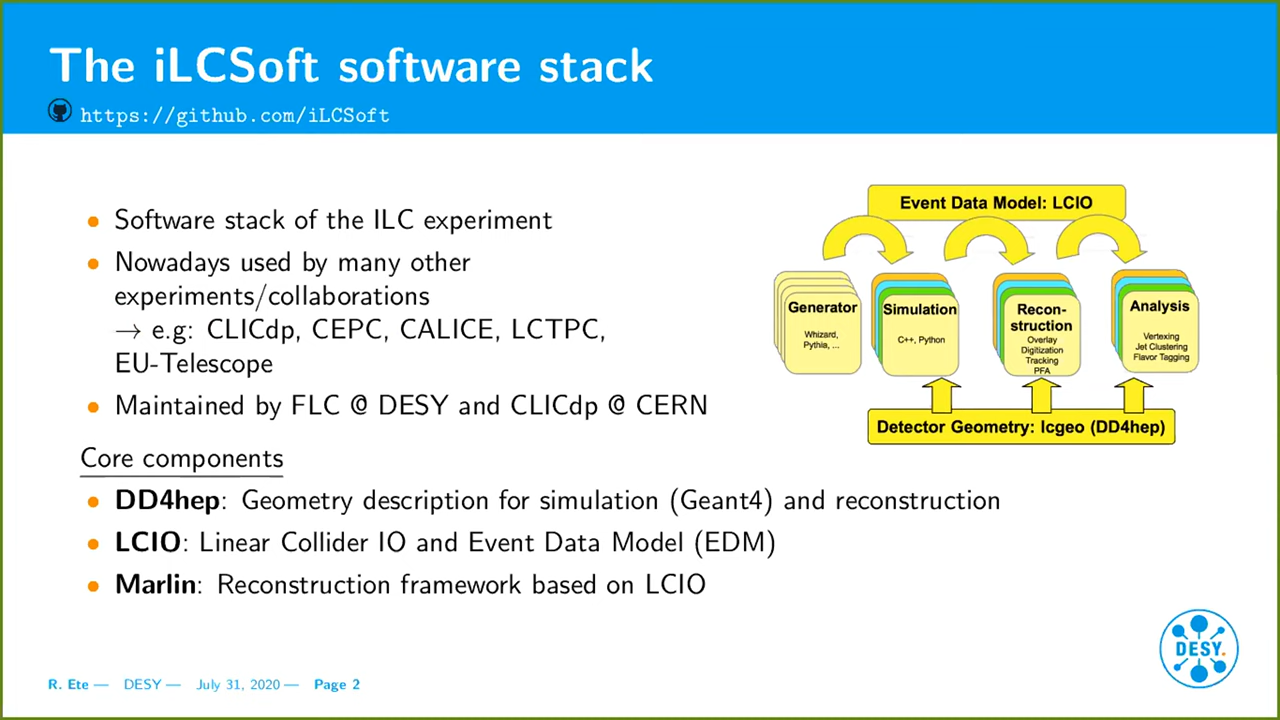 The iLCSoft software stack
https://github.com/iLCSoft
• Software stack of the ILC experiment
• Nowadays used by many other
experiments/collaborations
→ e.g: CLICdp, CEPC, CALICE, LCTPC,
EU-Telescope
• Maintained by FLC @ DESY and CLICdp @ CERN
Event Data Model: LCIO
Generator
Whizard,
Pythia, ...
Simulation
C++, Python
Recon-
struction
Overlay
Digitization
Tracking
PFA
Analysis
Vertexing
Jet Clustering
Flavor Tagging
Detector Geometry: lcgeo (DD4hep)
Core components
• DD4hep: Geometry description for simulation (Geant4) and reconstruction
• LCIO: Linear Collider IO and Event Data Model (EDM)
• Marlin: Reconstruction framework based on LCIO
DESY.
R. Ete — DESY — July 31, 2020 — Page 2